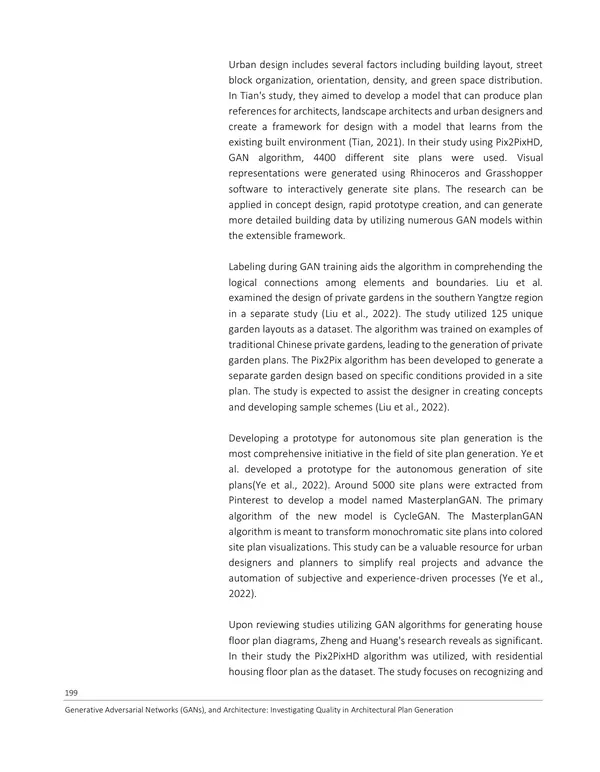 Urban design includes several factors including building layout, street
block organization, orientation, density, and green space distribution.
In Tian's study, they aimed to develop a model that can produce plan
references for architects, landscape architects and urban designers and
create a framework for design with a model that learns from the
existing built environment (Tian, 2021). In their study using Pix2PixHD,
GAN algorithm, 4400 different site plans were used. Visual
representations were generated using Rhinoceros and Grasshopper
software to interactively generate site plans. The research can be
applied in concept design, rapid prototype creation, and can generate
more detailed building data by utilizing numerous GAN models within
the extensible framework.
Labeling during GAN training aids the algorithm in comprehending the
logical connections among elements and boundaries. Liu et al.
examined the design of private gardens in the southern Yangtze region
in a separate study (Liu et al., 2022). The study utilized 125 unique
garden layouts as a dataset. The algorithm was trained on examples of
traditional Chinese private gardens, leading to the generation of private
garden plans. The Pix2Pix algorithm has been developed to generate a
separate garden design based on specific conditions provided in a site
plan. The study is expected to assist the designer in creating concepts
and developing sample schemes (Liu et al., 2022).
Developing a prototype for autonomous site plan generation is the
most comprehensive initiative in the field of site plan generation. Ye et
al. developed a prototype for the autonomous generation of site
plans(Ye et al., 2022). Around 5000 site plans were extracted from
Pinterest to develop a model named MasterplanGAN. The primary
algorithm of the new model is CycleGAN. The MasterplanGAN
algorithm is meant to transform monochromatic site plans into colored
site plan visualizations. This study can be a valuable resource for urban
designers and planners to simplify real projects and advance the
automation of subjective and experience-driven processes (Ye et al.,
2022).
Upon reviewing studies utilizing GAN algorithms for generating house
floor plan diagrams, Zheng and Huang's research reveals as significant.
In their study the Pix2PixHD algorithm was utilized, with residential
housing floor plan as the dataset. The study focuses on recognizing and
199
Generative Adversarial Networks (GANs), and Architecture: Investigating Quality in Architectural Plan Generation